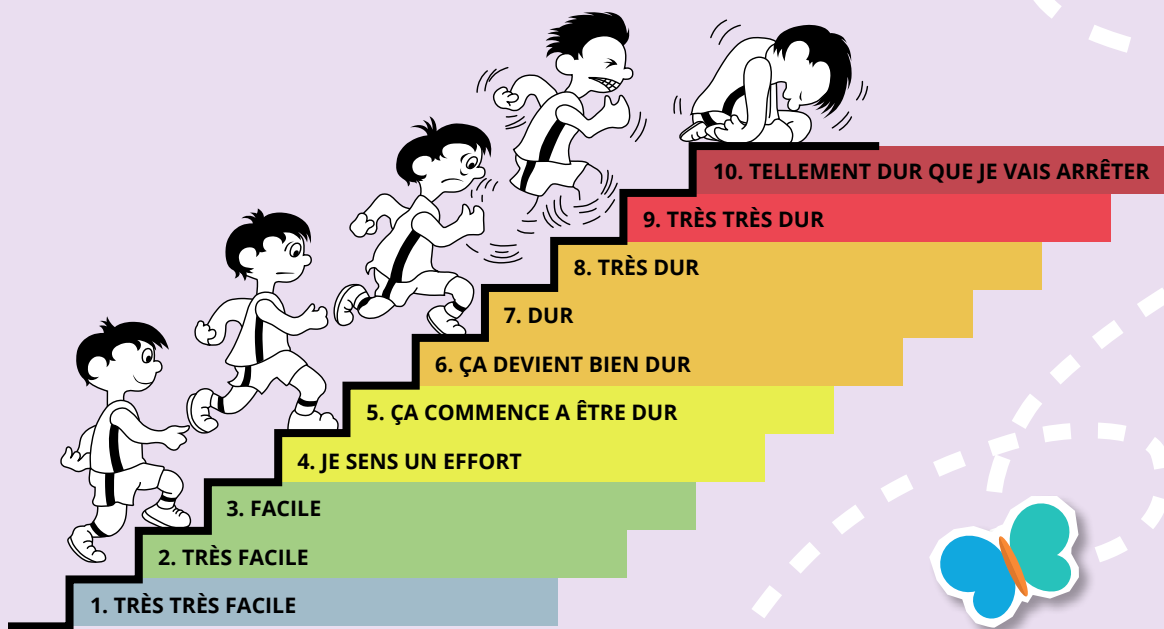 10. TELLEMENT DUR QUE JE VAIS ARRÊTER
9. TRÈS TRÈS DUR
8. TRÈS DUR
7. DUR
6. ÇA DEVIENT BIEN DUR
5. ÇA COMMENCE A ÊTRE DUR
4. JE SENS UN EFFORT
3. FACILE
2. TRÈS FACILE
1. TRÈS TRÈS FACILE